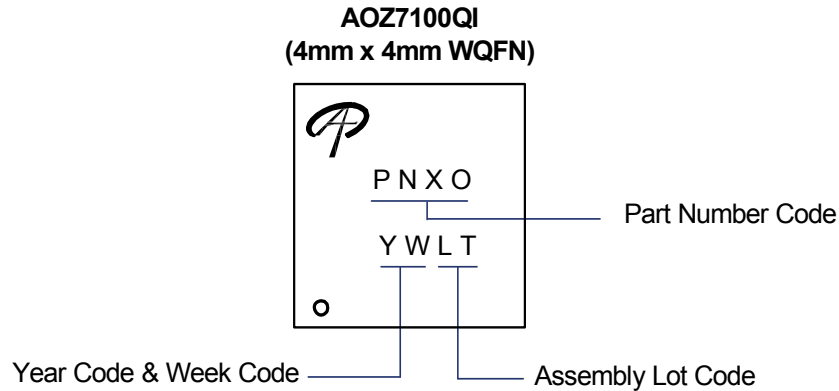 AOZ7100QI
(4mm x 4mm WQFN)
P N X O
Part Number Code
Y W L T
Year Code & Week Code
Assembly Lot Code